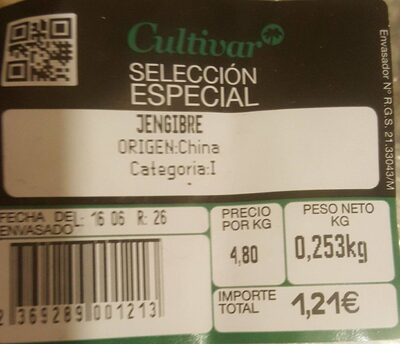 Cultivar
SELECCIÓN
ESPECIAL
Envasador Nº R.G.S. 21.33043/M
JENGIBRE
ORIGEN:China
Categoria:I
FECHA DE L: 16 06 R: 26
ENVASADO
PRECIO
POR KG
4,80
PESO NETO
KG
0,253kg
2 369289 001213
IMPORTE
TOTAL
1,21€